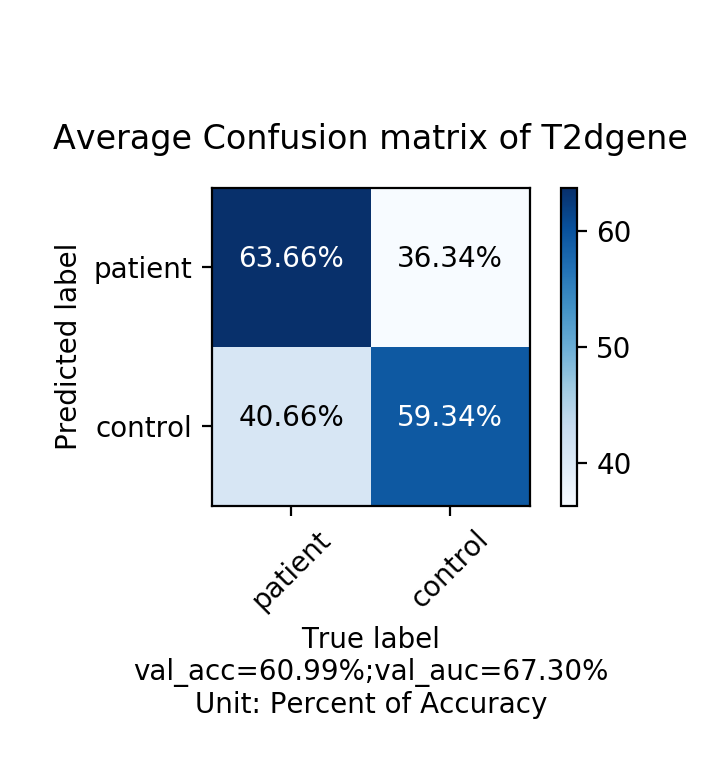 Average Confusion matrix of T2dgene
Predicted label
patient
63.66%
36.34%
control
40.66%
59.34%
60
50
40
patient
control
True label
val_acc=60.99%;val_auc=67.30%
Unit: Percent of Accuracy